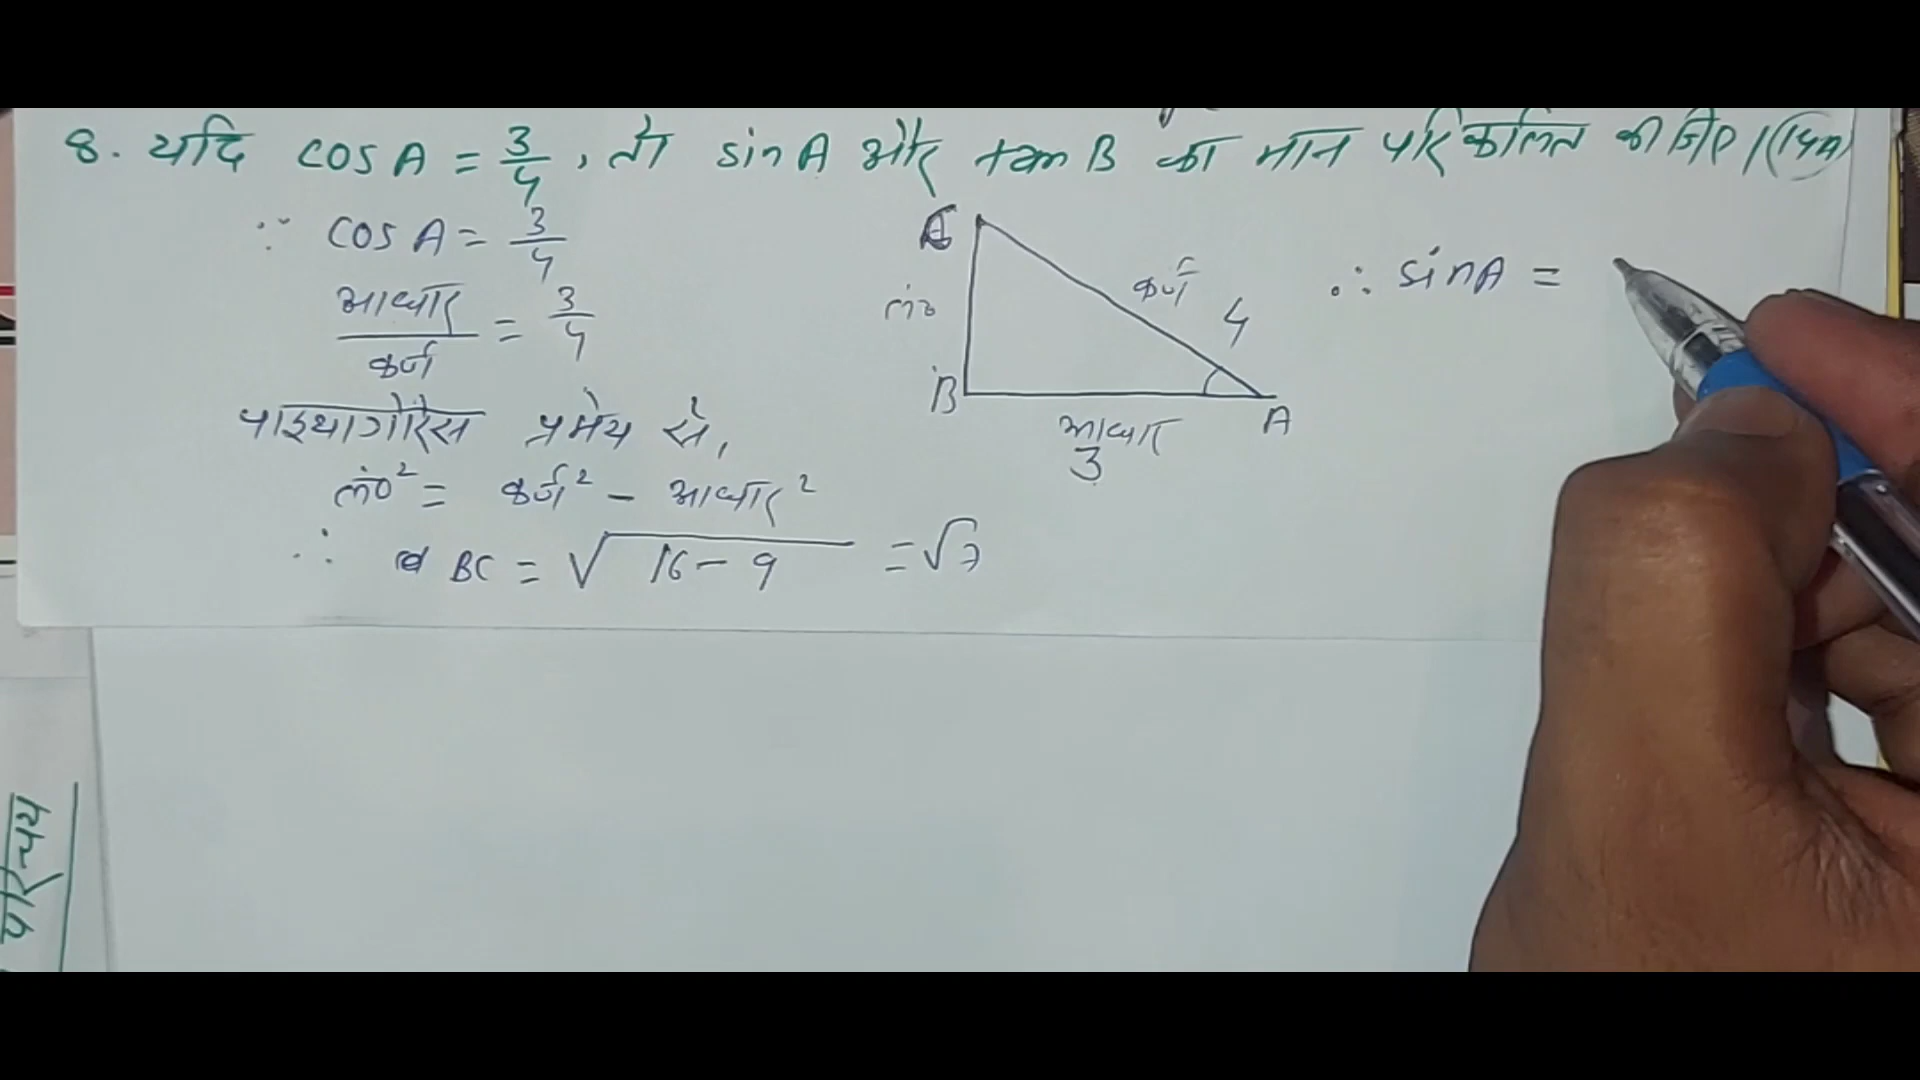 8. यदि cos A = 3/4, तो sin A और tan B का मान परिकलित कीजिए।
∵ cos A = 3/4
आधार/कर्ण = 3/4
पाइथागोरस प्रमेय से,
लं०² = कर्ण² - आधार²
∴ BC = √16-9 = √7
C
लं०
कर्ण
4
B
आधार
A
3
∴ sin A =
परिचय